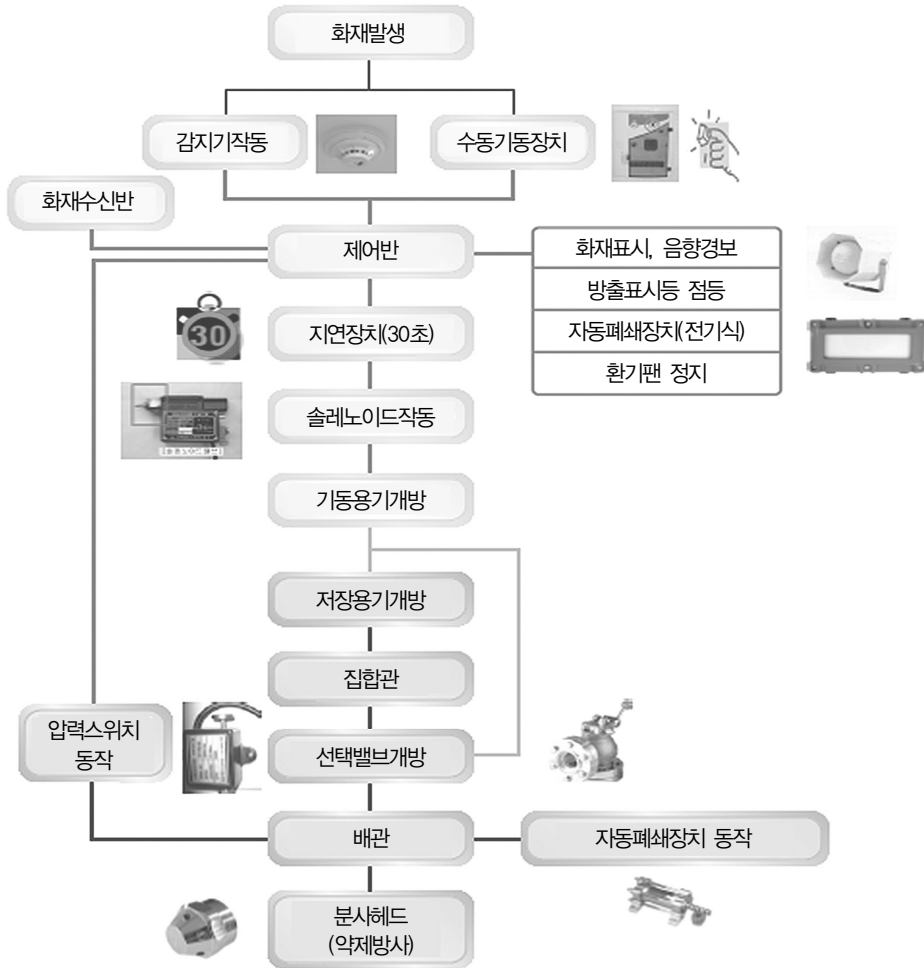 화재발생
감지기작동
수동기동장치
화재수신반
제어반
화재표시, 음향경보
방출표시등 점등
자동폐쇄장치(전기식)
환기팬 정지
30
지연장치(30초)
솔레노이드작동
기동용기개방
저장용기개방
집합관
압력스위치
동작
선택밸브개방
배관
자동폐쇄장치 동작
분사헤드
(약제방사)